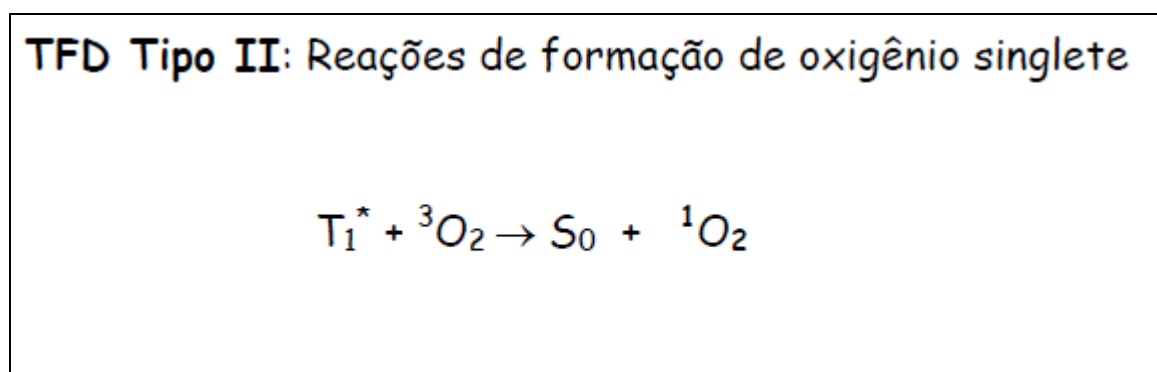 TFD Tipo II: Reações de formação de oxigênio singlete
T₁* + ³O₂ → S₀ + ¹O₂